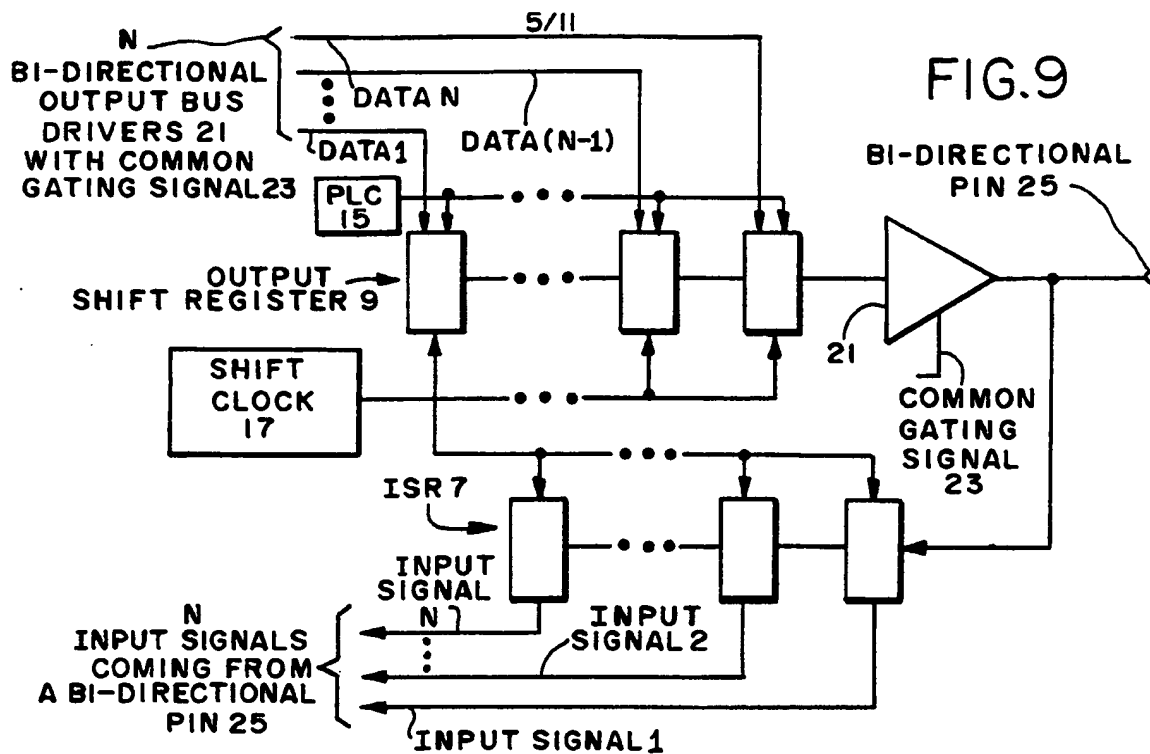 5/11
N
BI-DIRECTIONAL
OUTPUT BUS
DRIVERS 21
WITH COMMON
GATING SIGNAL 23
DATA N
DATA (N-1)
DATA 1
FIG.9
BI-DIRECTIONAL
PIN 25
PLC
15
OUTPUT
SHIFT REGISTER 9
21
SHIFT
CLOCK
17
COMMON
GATING
SIGNAL
23
ISR 7
INPUT
SIGNAL
N
INPUT
SIGNAL 2
N
INPUT SIGNALS
COMING FROM
A BI-DIRECTIONAL
PIN 25
INPUT SIGNAL 1